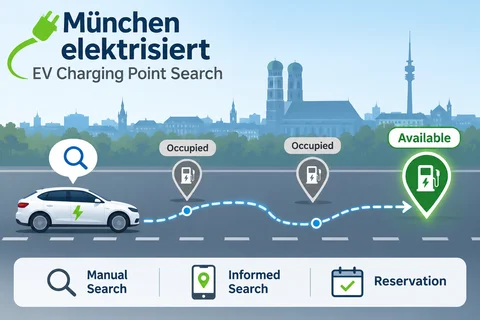 München
elektrisiert
EV Charging Point Search
Occupied
Occupied
Available
Manual
Search
Informed
Search
Reservation